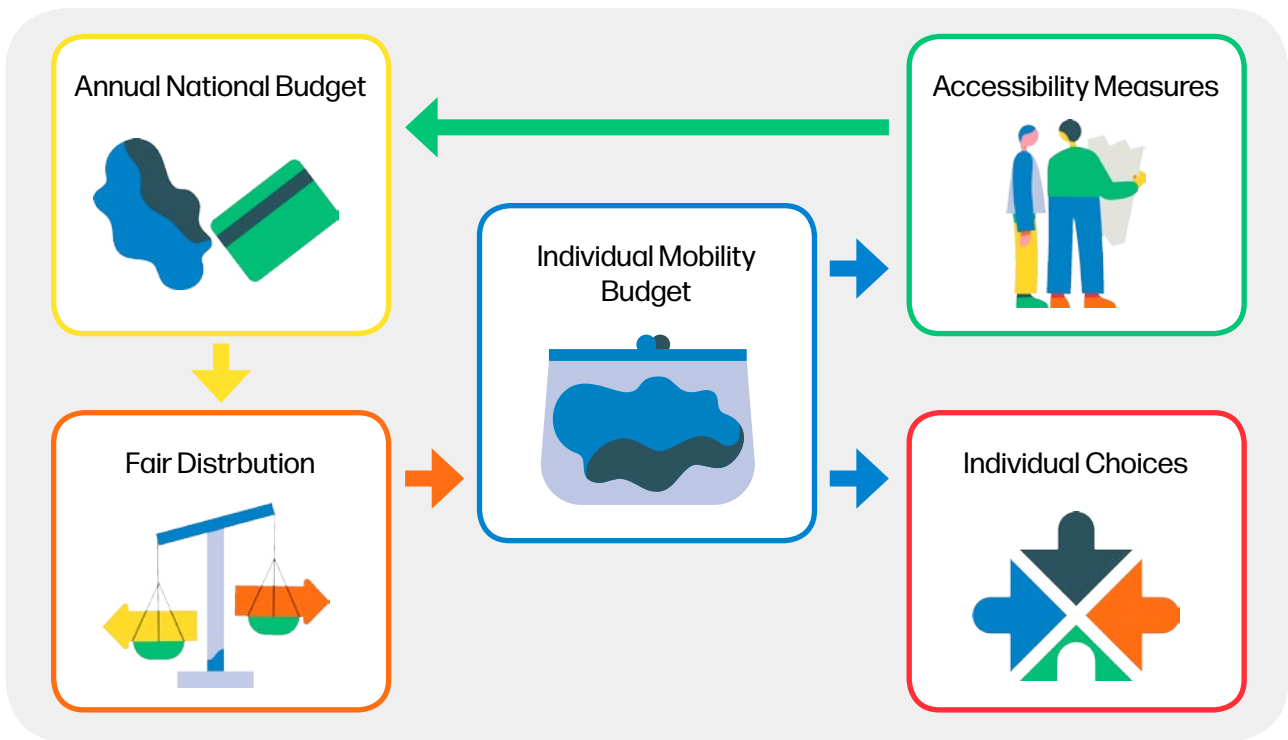 Annual National Budget
Accessibility Measures
Individual Mobility
Budget
Fair Distrbution
Individual Choices